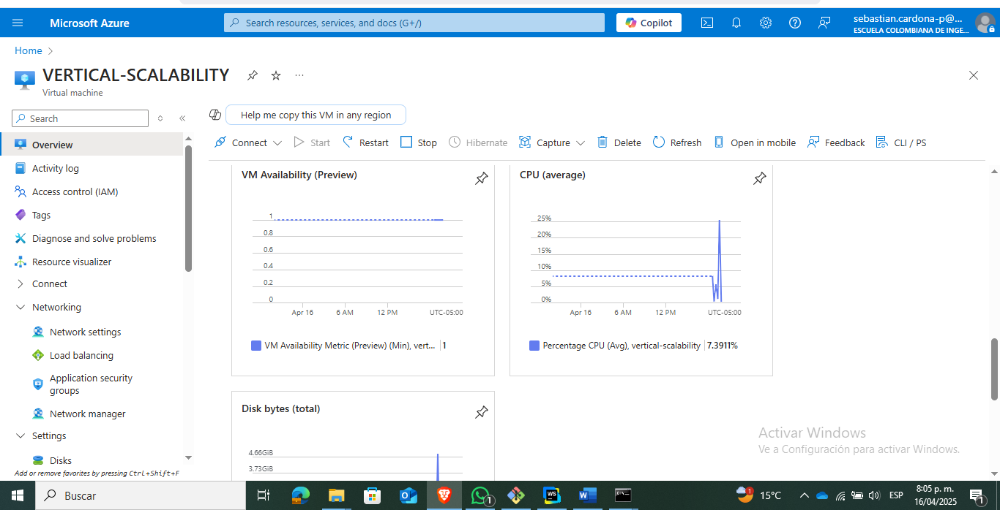 Microsoft Azure
Search resources, services, and docs (G+/)
Copilot
sebastian.cardona-p@...
ESCUELA COLOMBIANA DE INGE...
Home
VERTICAL-SCALABILITY
...
Virtual machine
Search
Help me copy this VM in any region
Connect
Start
Restart
Stop
Hibernate
Capture
Delete
Refresh
Open in mobile
Feedback
CLI / PS
Overview
Activity log
Access control (IAM)
Tags
Diagnose and solve problems
Resource visualizer
Connect
Networking
Network settings
Load balancing
Application security
groups
Network manager
Settings
Disks
Add or remove favorites by pressing Ctrl+Shift+F
VM Availability (Preview)
1
0.8
0.6
0.4
0.2
0
Apr 16 6 AM 12 PM UTC-05:00
VM Availability Metric (Preview) (Min), vert... 1
CPU (average)
25%
20%
15%
10%
5%
0%
Apr 16 6 AM 12 PM UTC-05:00
Percentage CPU (Avg), vertical-scalability 7.3911%
Disk bytes (total)
4.66GiB
3.73GiB
Activar Windows
Ve a Configuración para activar Windows.
Buscar
1
WS
W
1
15°C
ESP
8:05 p. m.
16/04/2025
1